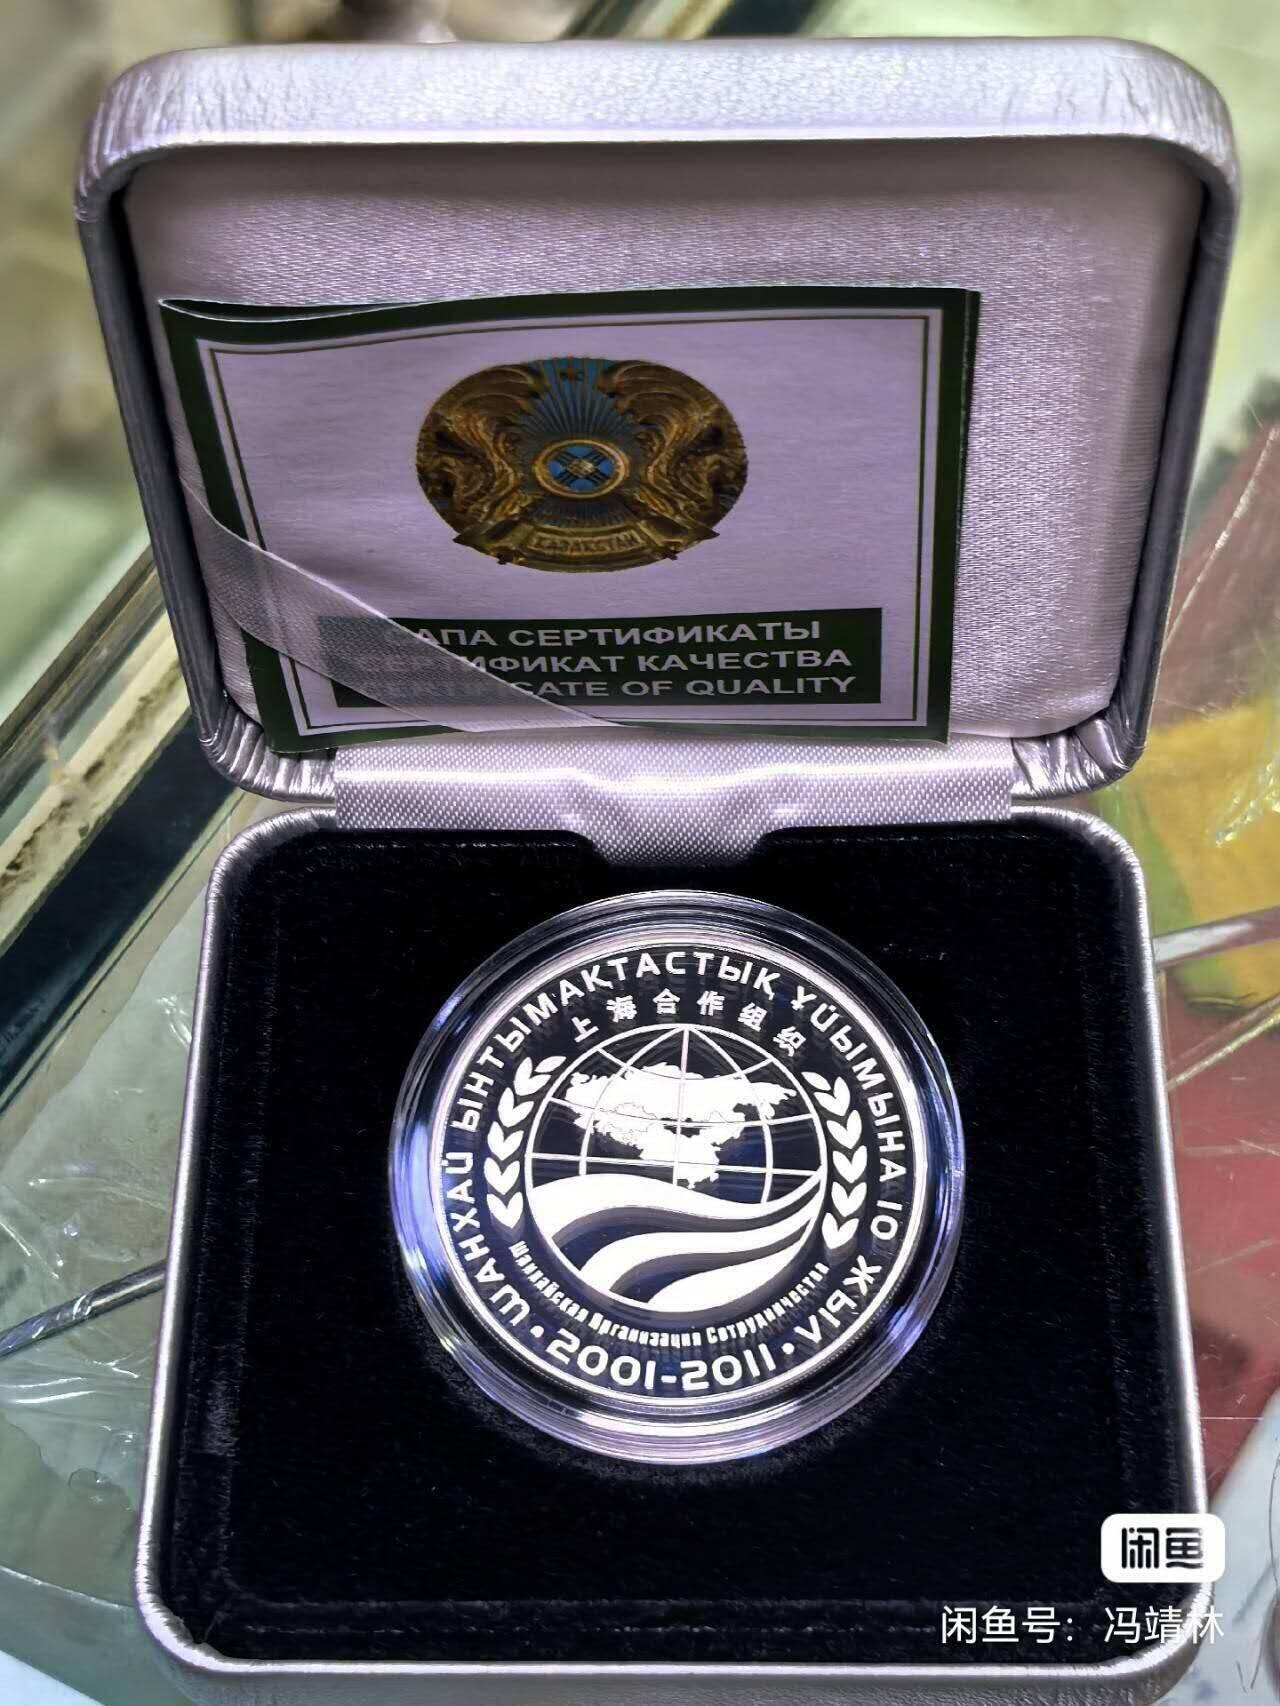 ҚАЗАҚСТАН
САПА СЕРТИФИКАТЫ
СЕРТИФИКАТ КАЧЕСТВА
CERTIFICATE OF QUALITY
ШАНХАЙ ЫНТЫМАҚТАСТЫҚ ҰЙЫМЫНА 10 ЖЫЛ
上海合作组织
Шанхайская Организация Сотрудничества
• 2001-2011 •
闲鱼
闲鱼号：冯靖林